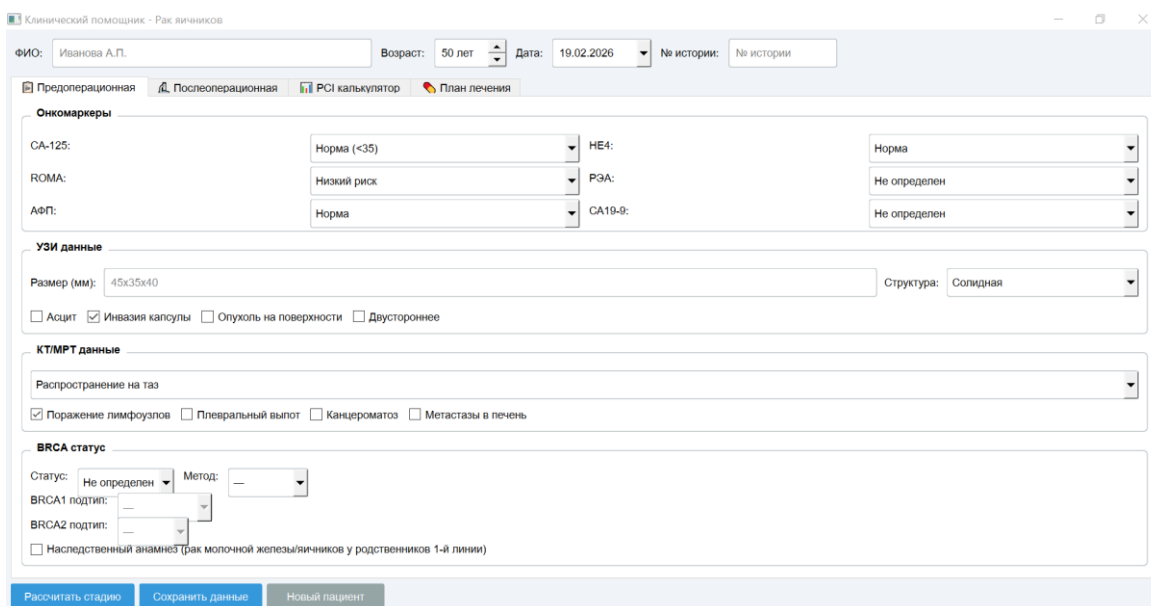 Клинический помощник - Рак яичников
ФИО: Иванова А.П. Возраст: 50 лет Дата: 19.02.2026 № истории: № истории
Предоперационная Послеоперационная PCI калькулятор План лечения
Онкомаркеры
CA-125: Норма (<35) HE4: Норма
ROMA: Низкий риск РЭА: Не определен
АФП: Норма CA19-9: Не определен
УЗИ данные
Размер (мм): 45x35x40 Структура: Солидная
Асцит Инвазия капсулы Опухоль на поверхности Двустороннее
КТ/МРТ данные
Распространение на таз
Поражение лимфоузлов Плевральный выпот Канцероматоз Метастазы в печень
BRCA статус
Статус: Не определен Метод: —
BRCA1 подтип: —
BRCA2 подтип: —
Наследственный анамнез (рак молочной железы/яичников у родственников 1-й линии)
Рассчитать стадию Сохранить данные Новый пациент